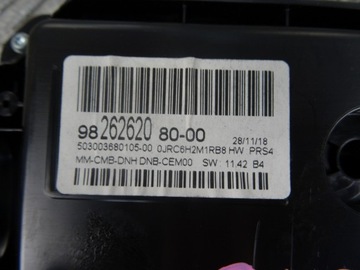 98 262620 80-00
28/11/18
503003680105-00 0JRC6H2M1RB8 HW PRS4
MM-CMB-DNH DNB-CEM00 SW: 11.42 B4